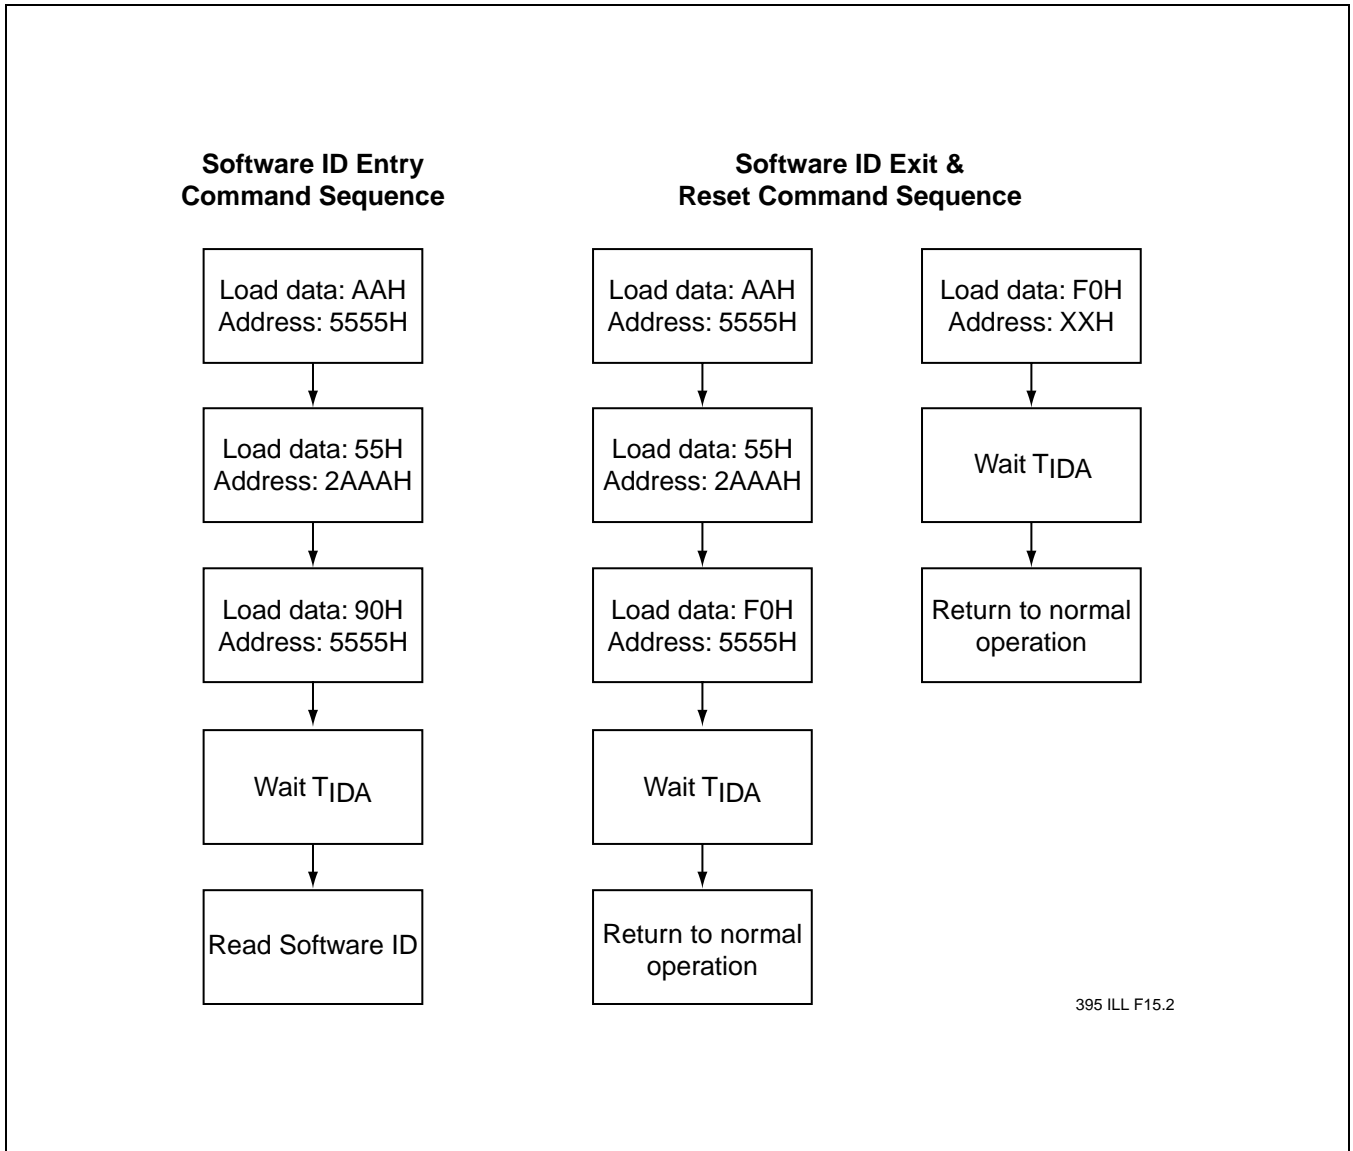 Software ID Entry
Command Sequence
Load data: AAH
Address: 5555H
Load data: 55H
Address: 2AAAH
Load data: 90H
Address: 5555H
Wait TIDA
Read Software ID
Software ID Exit &
Reset Command Sequence
Load data: AAH
Address: 5555H
Load data: 55H
Address: 2AAAH
Load data: F0H
Address: 5555H
Wait TIDA
Return to normal
operation
Load data: F0H
Address: XXH
Wait TIDA
Return to normal
operation
395 ILL F15.2